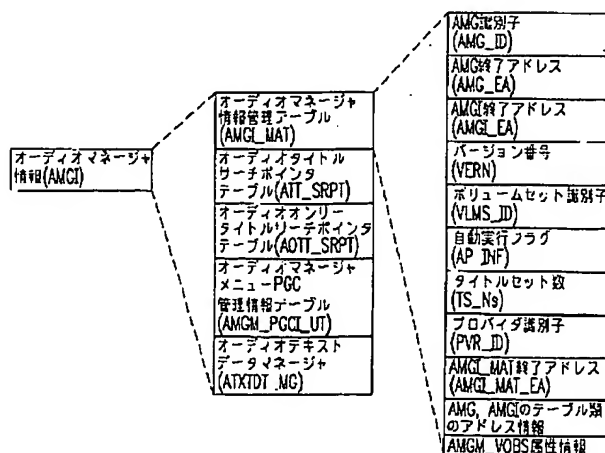 オーディオマネージャ
情報(AMGI)
オーディオマネージャ
情報管理テーブル
(AMGI_MAT)
オーディオタイトル
サーチポインタ
テーブル(ATT_SRPT)
オーディオオンリー
タイトルサーチポインタ
テーブル(AOTT_SRPT)
オーディオマネージャ
メニューPGC
管理情報テーブル
(AMGM_PGCI_UT)
オーディオテキスト
データマネージャ
(ATXTDT_MG)
AMG識別子
(AMG_ID)
AMG終了アドレス
(AMG_EA)
AMGI終了アドレス
(AMGI_EA)
バージョン番号
(VERN)
ボリュームセット識別子
(VLMS_ID)
自動実行フラグ
(AP_INF)
タイトルセット数
(TS_Ns)
プロバイダ識別子
(PVR_ID)
AMGI_MAT終了アドレス
(AMGI_MAT_EA)
AMG, AMGIのテーブル類
のアドレス情報
AMGM_VOBS属性情報